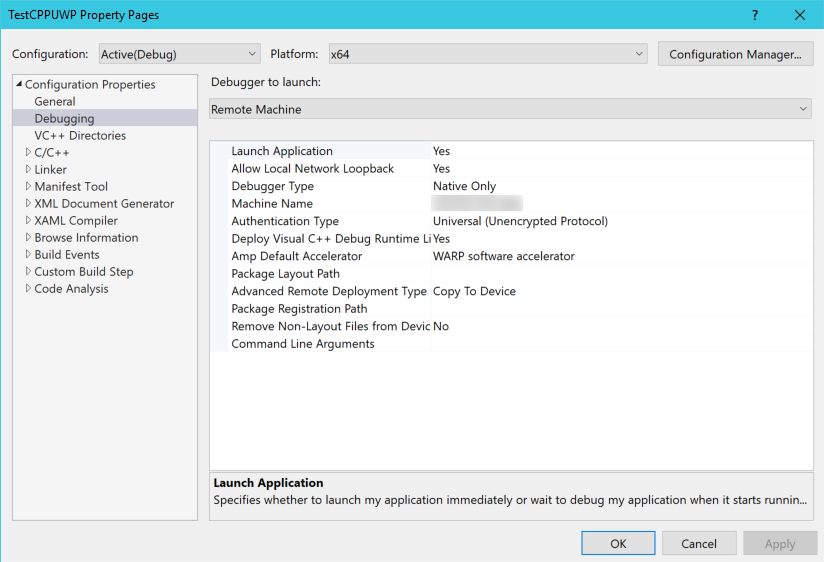 TestCPPUWP Property Pages ?
Configuration: Active(Debug) Platform: x64 Configuration Manager...
Configuration Properties
General
Debugging
VC++ Directories
C/C++
Linker
Manifest Tool
XML Document Generator
XAML Compiler
Browse Information
Build Events
Custom Build Step
Code Analysis
Debugger to launch:
Remote Machine
Launch Application Yes
Allow Local Network Loopback Yes
Debugger Type Native Only
Machine Name
Authentication Type Universal (Unencrypted Protocol)
Deploy Visual C++ Debug Runtime Li Yes
Amp Default Accelerator WARP software accelerator
Package Layout Path
Advanced Remote Deployment Type Copy To Device
Package Registration Path
Remove Non-Layout Files from Devic No
Command Line Arguments
Launch Application
Specifies whether to launch my application immediately or wait to debug my application when it starts runnin...
OK Cancel Apply